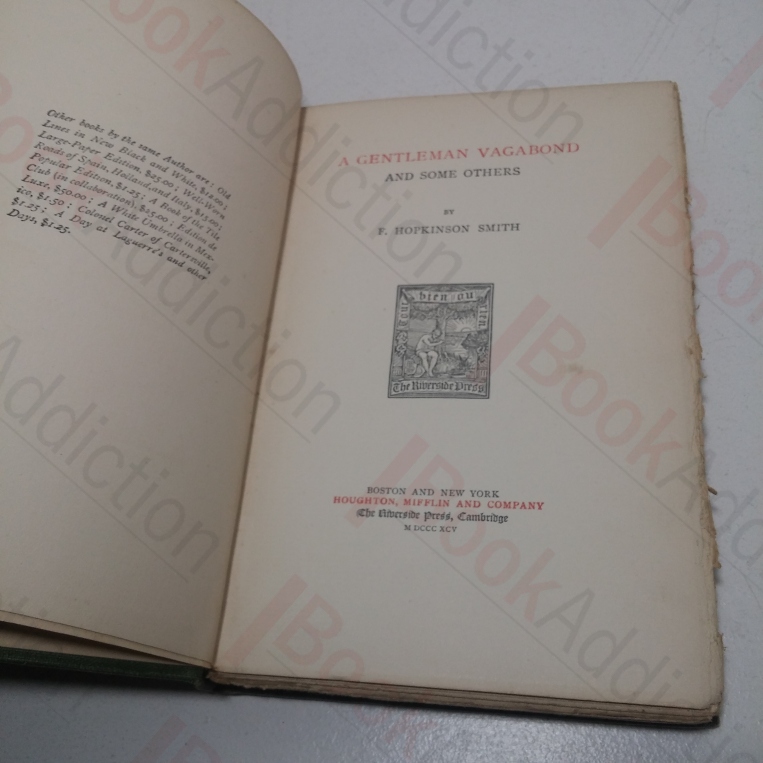 Other books by the same Author are: Old
Lines in New Black and White, $12.00;
Large-Paper Edition, $25.00; Well-Worn
Roads of Spain, Holland, and Italy, $15.00;
Popular Edition, $1.25; A Book of the Tile
Club (in collaboration), $25.00; Edition de
Luxe, $50.00; A White Umbrella in Mex-
ico, $1.50; Colonel Carter of Cartersville,
$1.25; A Day at Laguerre's and other
Days, $1.25.
A GENTLEMAN VAGABOND
AND SOME OTHERS
BY
F. HOPKINSON SMITH
Tout bien ou rien
The Riverside Press
BOSTON AND NEW YORK
HOUGHTON, MIFFLIN AND COMPANY
The Riverside Press, Cambridge
M DCCC XCV
BookAddiction